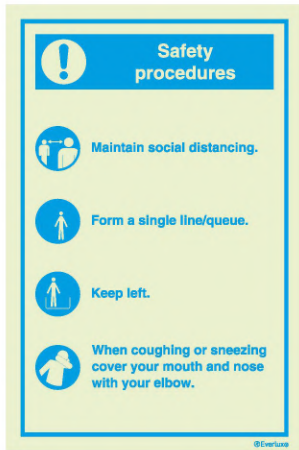 Safety
procedures
Maintain social distancing.
Form a single line/queue.
Keep left.
When coughing or sneezing
cover your mouth and nose
with your elbow.
®Everlux®